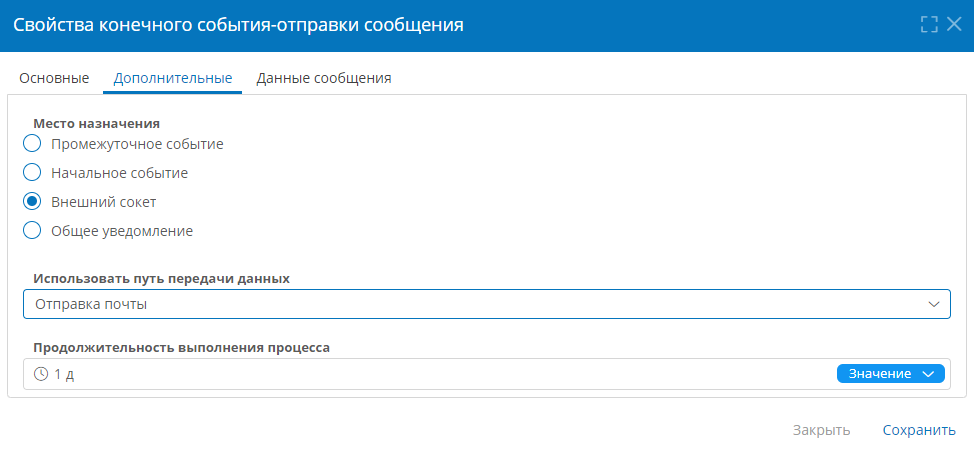 Свойства конечного события-отправки сообщения
Основные Дополнительные Данные сообщения
Место назначения
Промежуточное событие
Начальное событие
Внешний сокет
Общее уведомление
Использовать путь передачи данных
Отправка почты
Продолжительность выполнения процесса
1 д Значение
Закрыть Сохранить